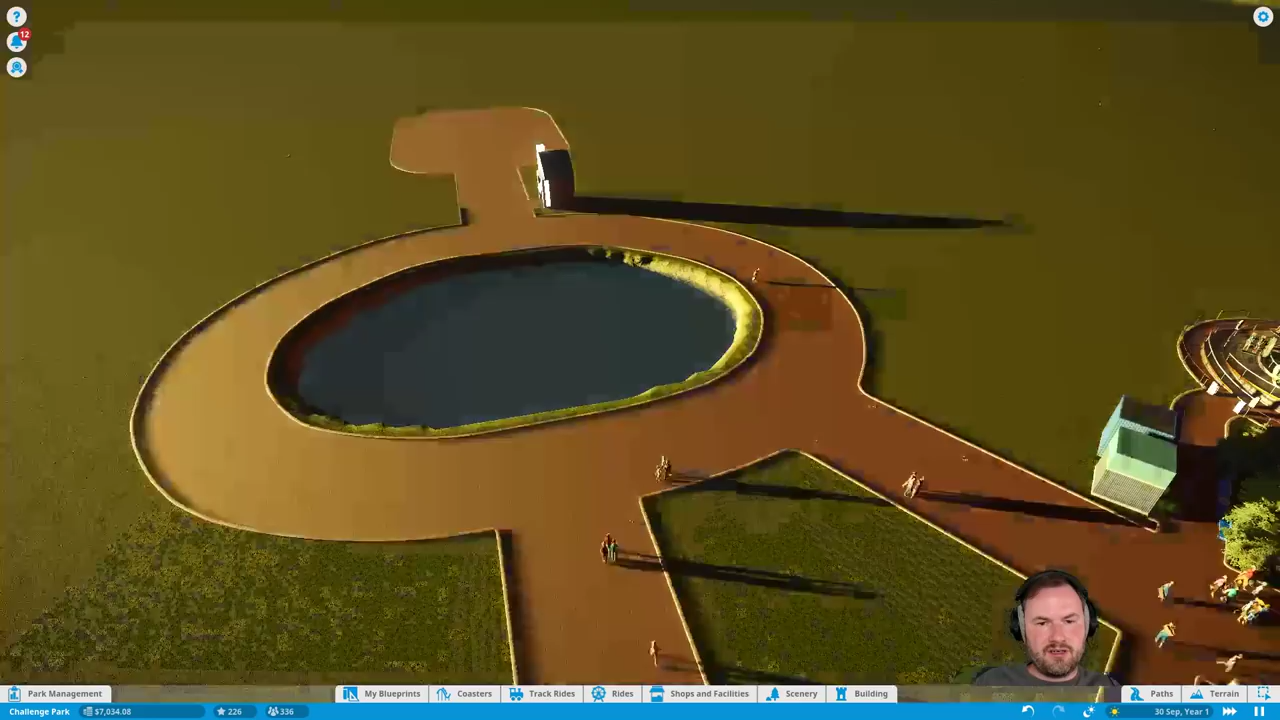 ?
12
Park Management
My Blueprints
Coasters
Track Rides
Rides
Shops and Facilities
Scenery
Building
Paths
Terrain
Challenge Park
$7,034.08
226
336
30 Sep, Year 1